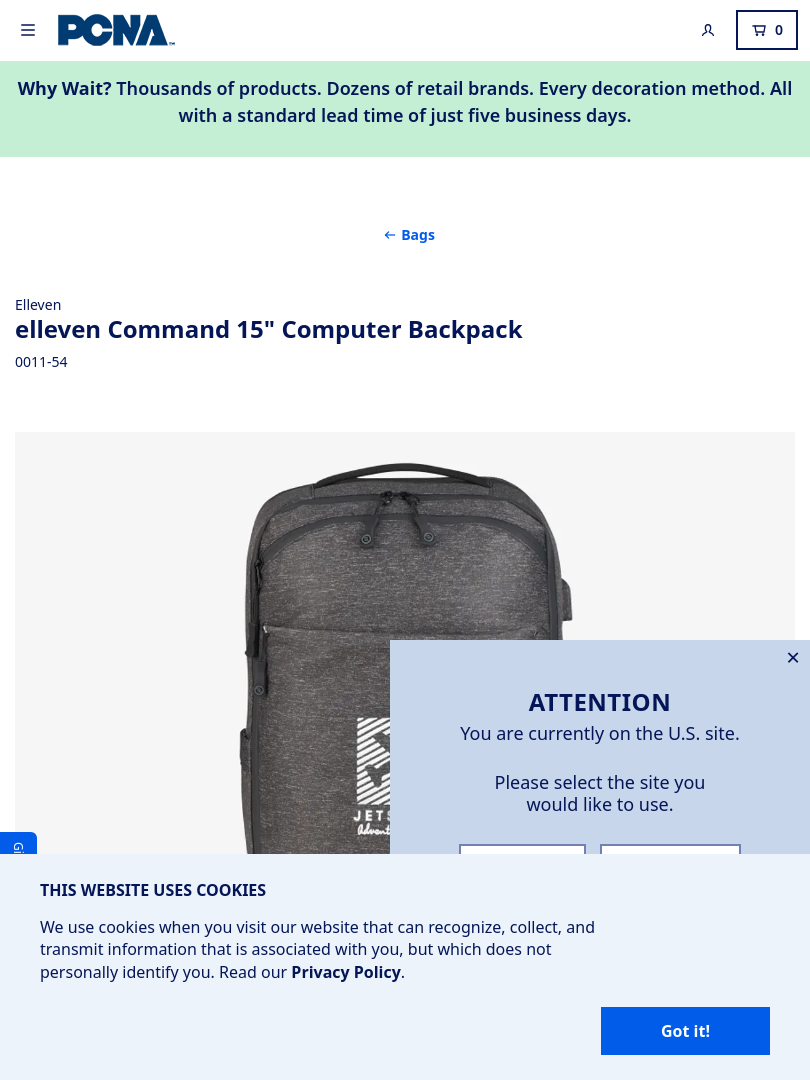 PCNA
0
Why Wait? Thousands of products. Dozens of retail brands. Every decoration method. All
with a standard lead time of just five business days.
← Bags
Elleven
elleven Command 15" Computer Backpack
0011-54
ATTENTION
You are currently on the U.S. site.
Please select the site you
would like to use.
THIS WEBSITE USES COOKIES
We use cookies when you visit our website that can recognize, collect, and
transmit information that is associated with you, but which does not
personally identify you. Read our Privacy Policy.
Got it!